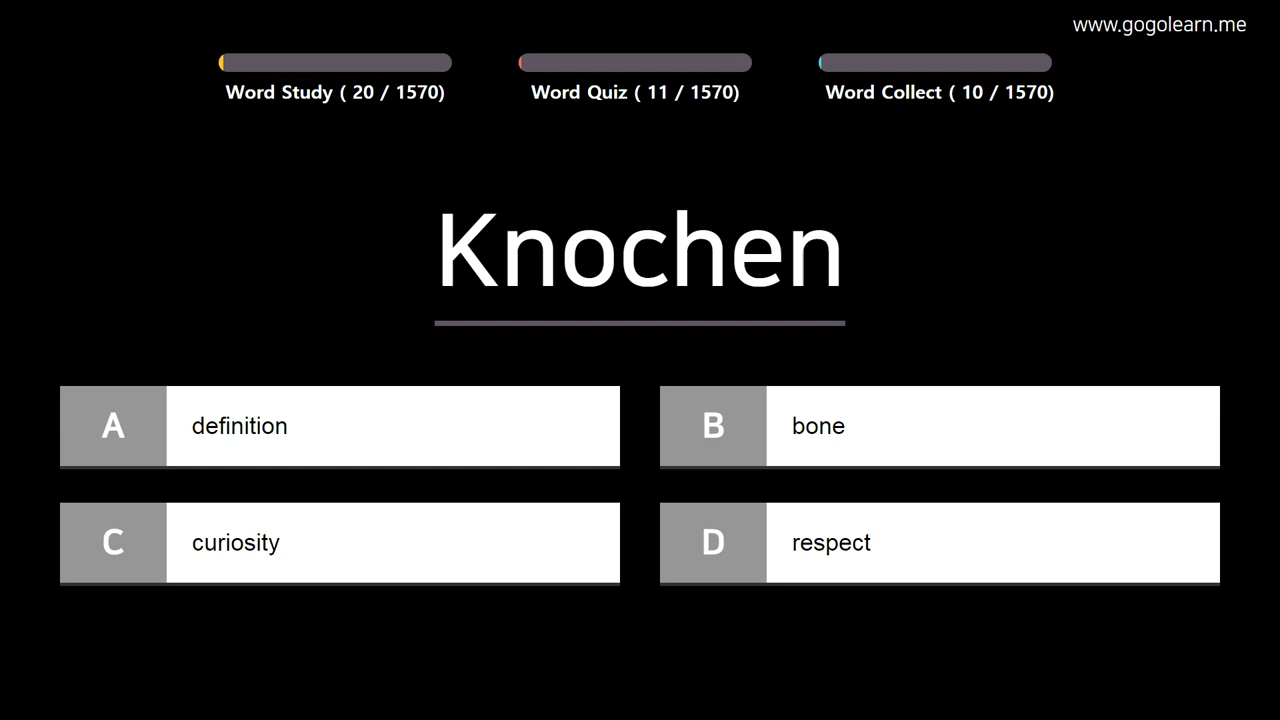 www.gogolearn.me
Word Study ( 20 / 1570)
Word Quiz ( 11 / 1570)
Word Collect ( 10 / 1570)
Knochen
A definition
B bone
C curiosity
D respect